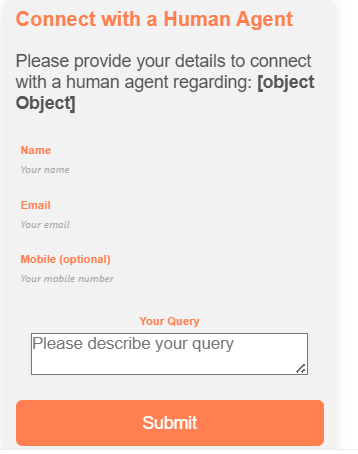 Connect with a Human Agent
Please provide your details to connect
with a human agent regarding: [object
Object]
Name
Your name
Email
Your email
Mobile (optional)
Your mobile number
Your Query
Please describe your query
Submit